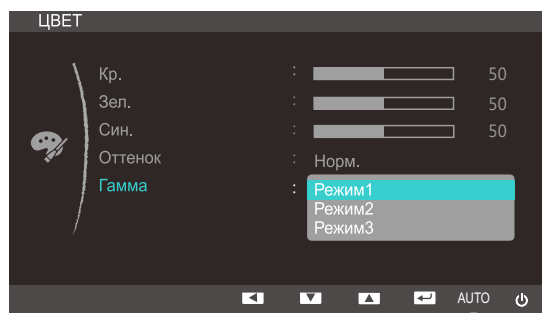 ЦВЕТ
Кр. : 50
Зел. : 50
Син. : 50
Оттенок : Норм.
Гамма : Режим1
Режим2
Режим3
AUTO